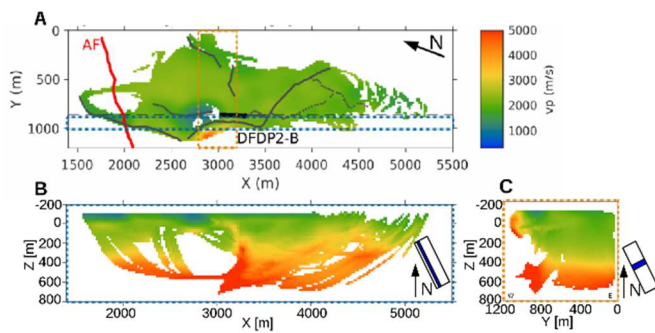 A
N
AF
Y (m)
0
500
1000
DFDP2-B
1500 2000 2500 3000 3500 4000 4500 5000 5500
X (m)
5000
4000
3000
2000
1000
vp (m/s)
B
C
-200
0
200
400
600
800
Z [m]
2000 3000 4000 5000
X [m]
N
-200
0
200
400
600
800
Z [m]
1200 800 400 0
Y [m]
E
N